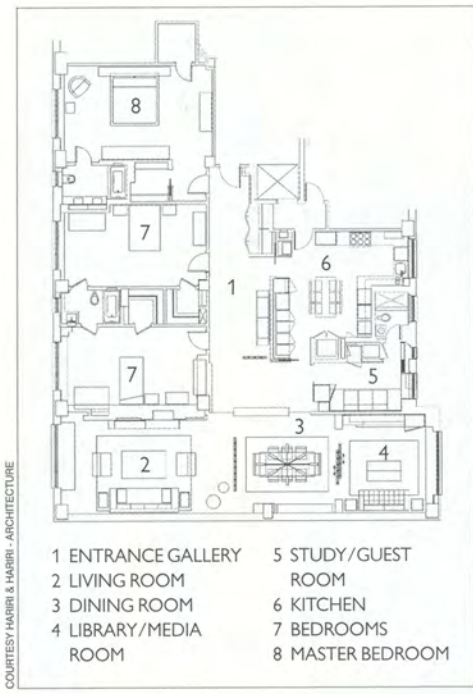 8
7
6
1
7
5
3
2
4
1 ENTRANCE GALLERY
2 LIVING ROOM
3 DINING ROOM
4 LIBRARY/MEDIA
ROOM
5 STUDY/GUEST
ROOM
6 KITCHEN
7 BEDROOMS
8 MASTER BEDROOM
COURTESY HARIRI & HARIRI - ARCHITECTURE